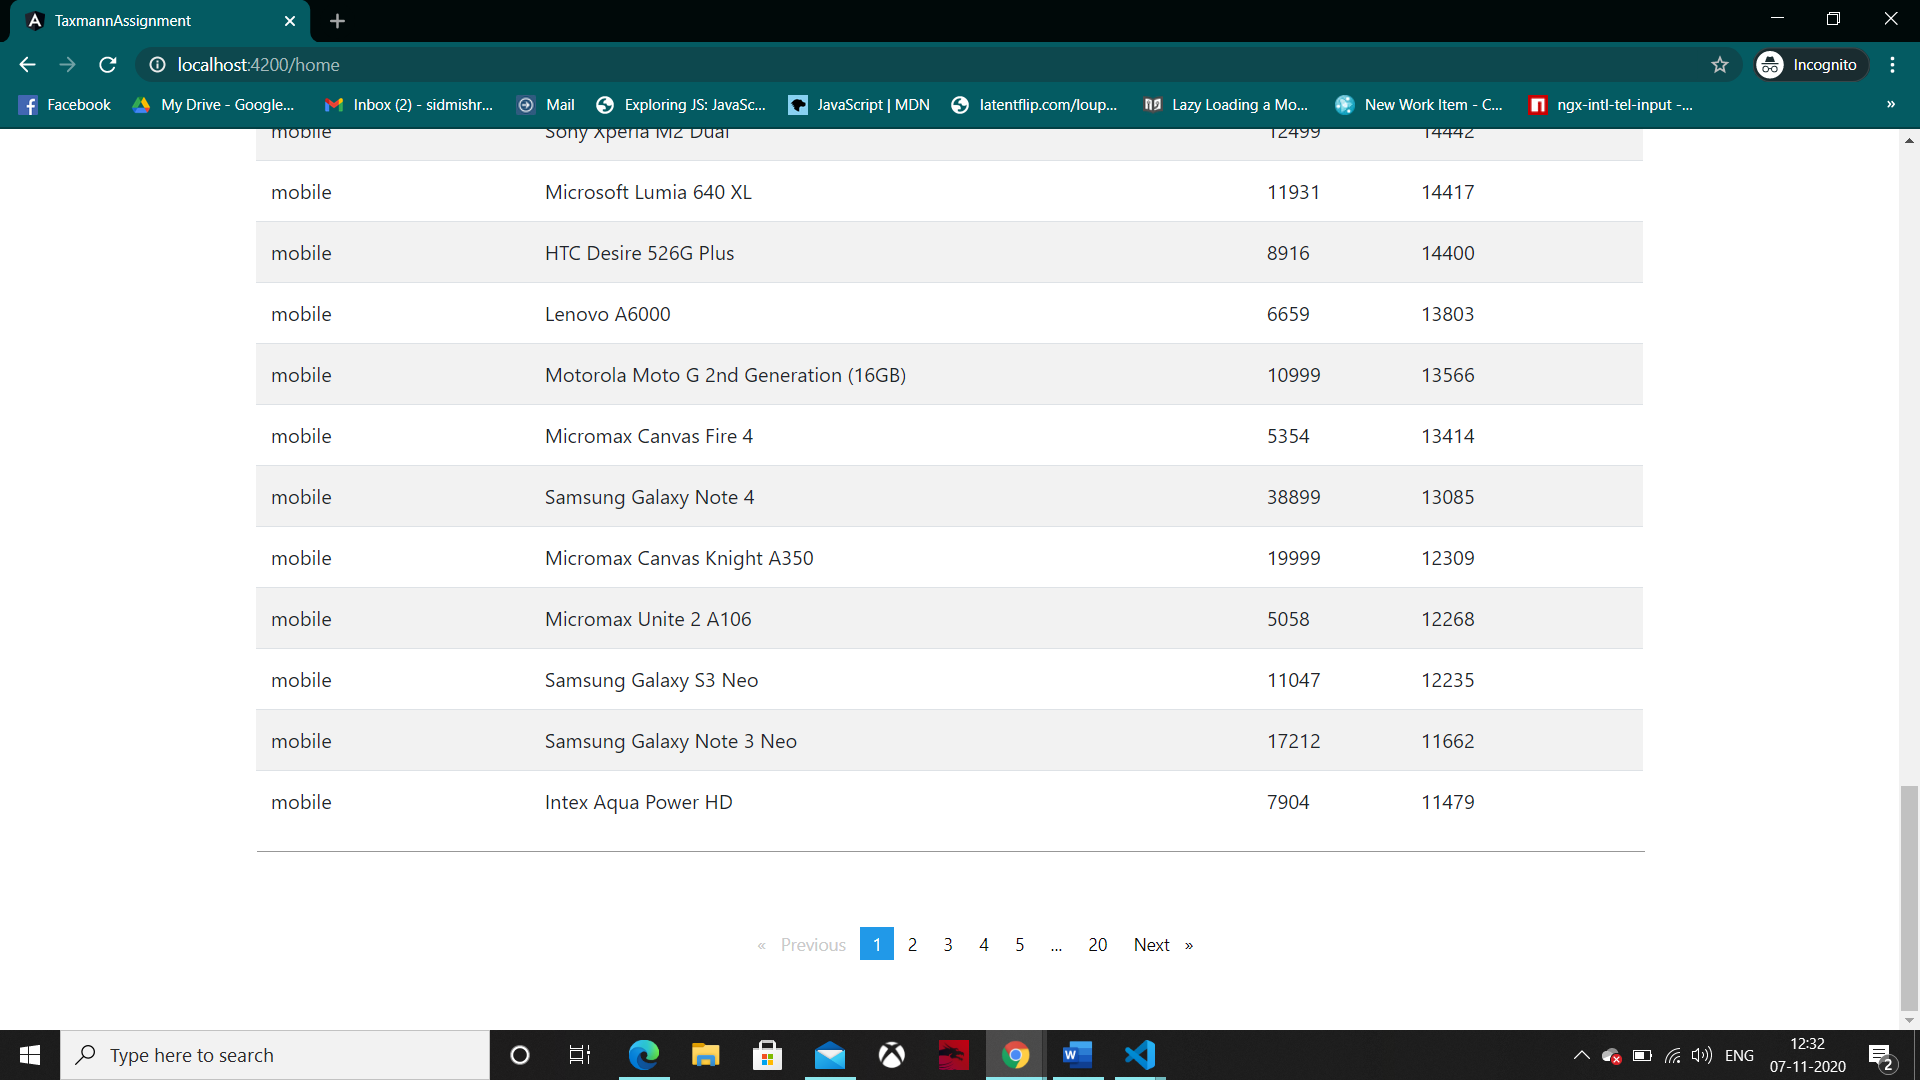 TaxmannAssignment
localhost:4200/home
Incognito
Facebook My Drive - Google... Inbox (2) - sidmishr... Mail Exploring JS: JavaSc... JavaScript | MDN latentflip.com/loup... Lazy Loading a Mo... New Work Item - C... ngx-intl-tel-input -... »
mobile Sony Xperia M2 Dual 12499 14442
mobile Microsoft Lumia 640 XL 11931 14417
mobile HTC Desire 526G Plus 8916 14400
mobile Lenovo A6000 6659 13803
mobile Motorola Moto G 2nd Generation (16GB) 10999 13566
mobile Micromax Canvas Fire 4 5354 13414
mobile Samsung Galaxy Note 4 38899 13085
mobile Micromax Canvas Knight A350 19999 12309
mobile Micromax Unite 2 A106 5058 12268
mobile Samsung Galaxy S3 Neo 11047 12235
mobile Samsung Galaxy Note 3 Neo 17212 11662
mobile Intex Aqua Power HD 7904 11479
« Previous 1 2 3 4 5 ... 20 Next »
Type here to search
ENG
12:32
07-11-2020
2